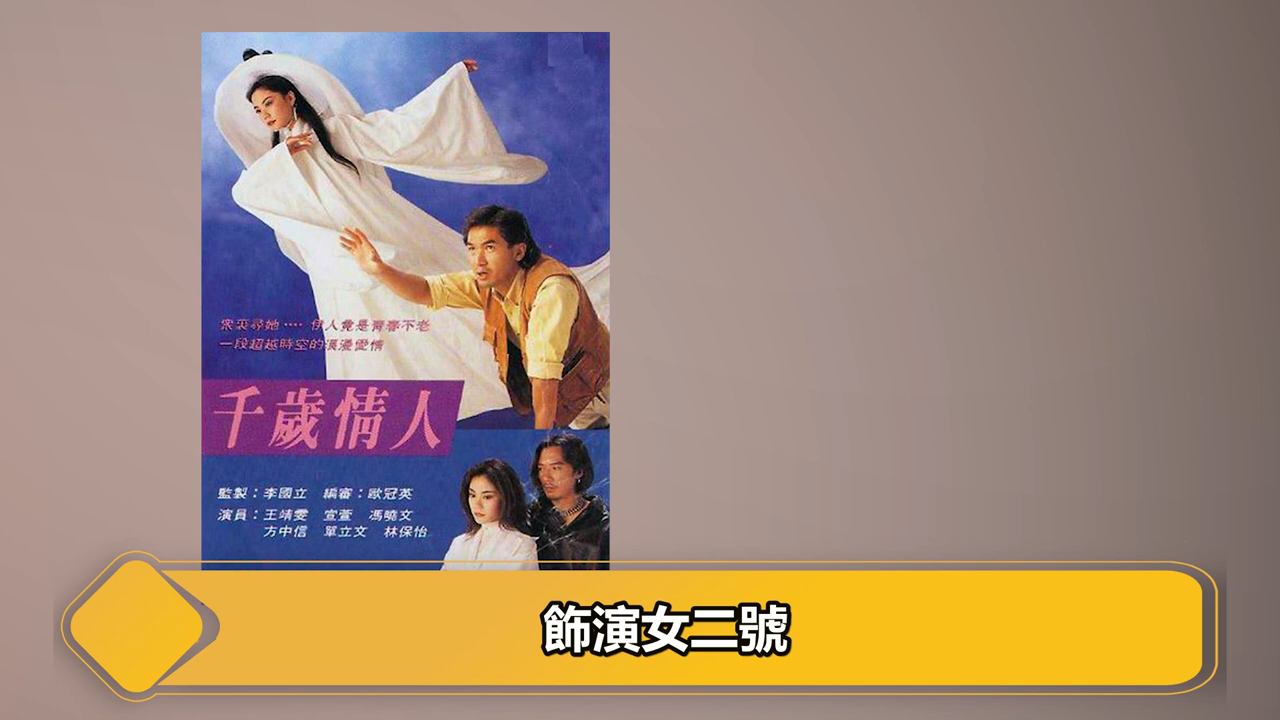 衆裏尋她‥‥ 伊人竟是青春不老
一段超越時空的浪漫愛情
千歲情人
監製：李國立 編審：歐冠英
演員：王靖雯 宣萱 馮曉文
方中信 單立文 林保怡
飾演女二號